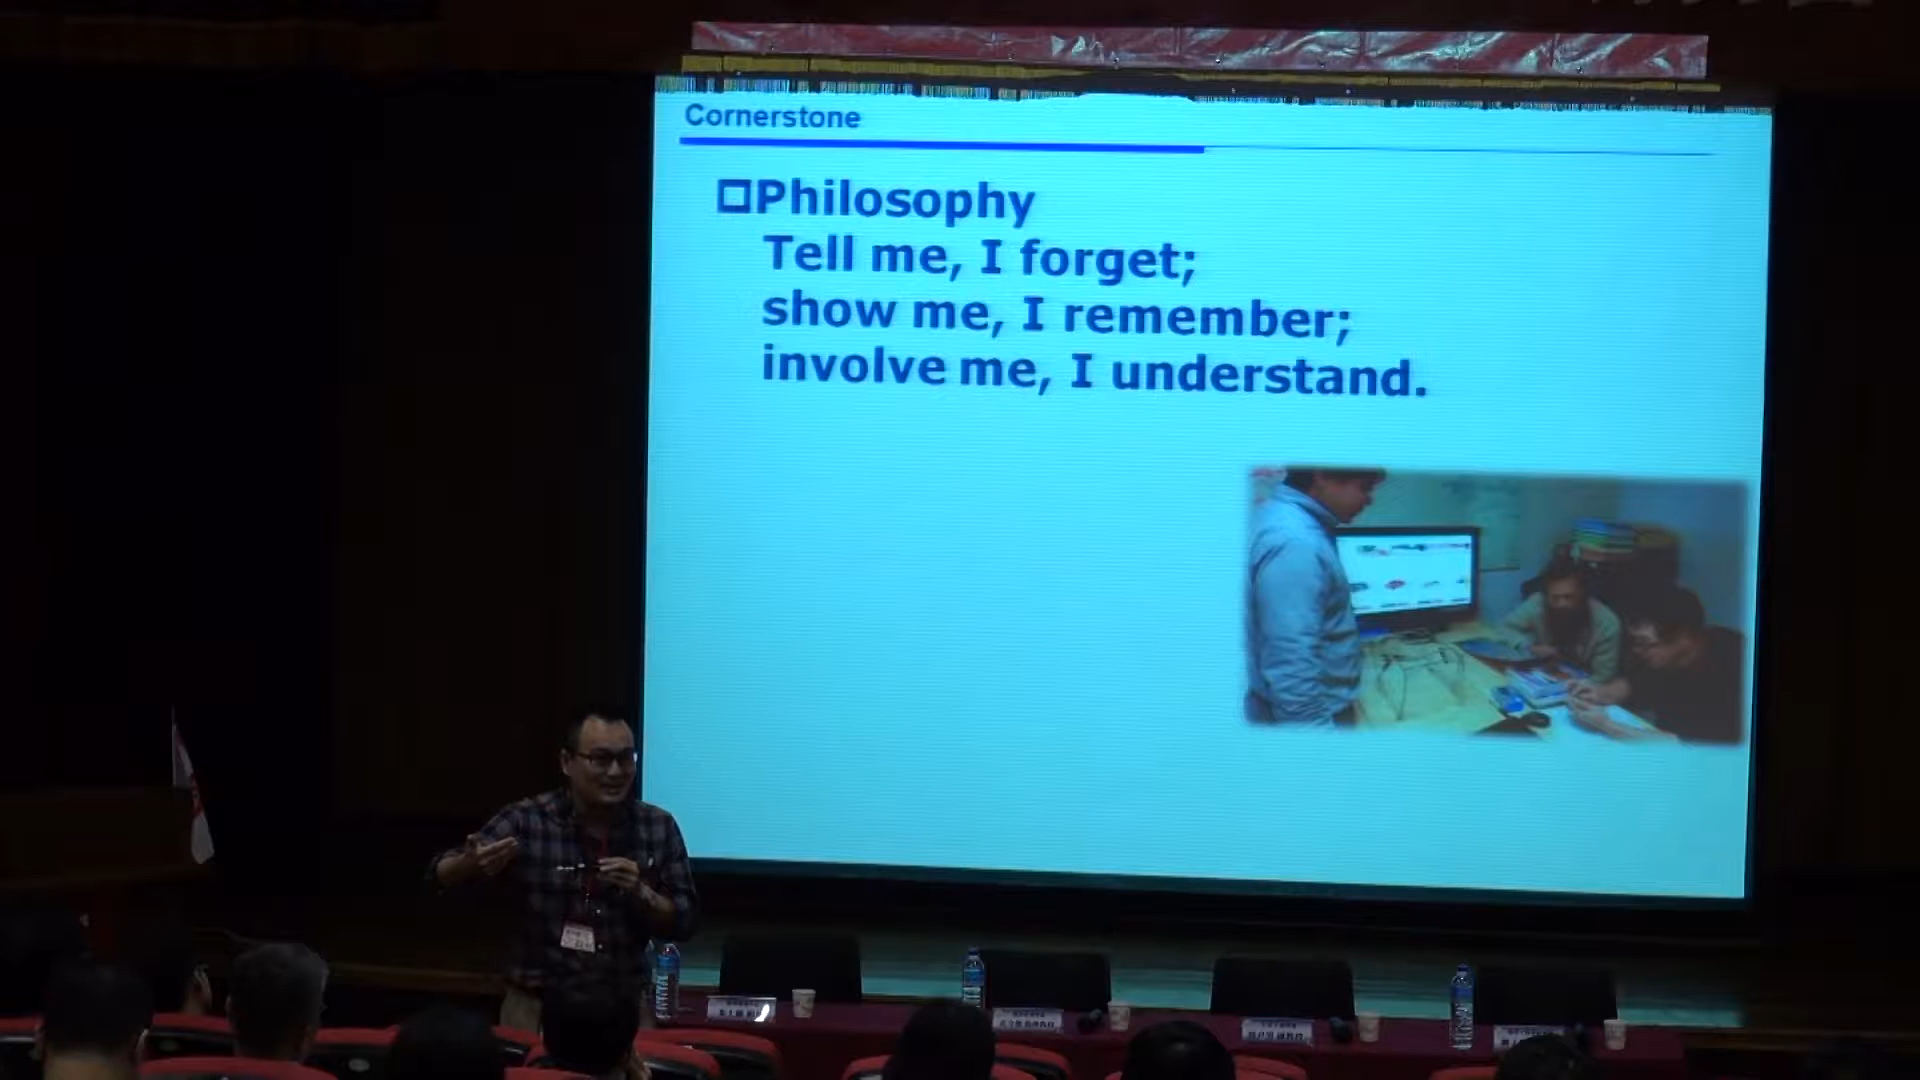 Cornerstone
Philosophy
Tell me, I forget;
show me, I remember;
involve me, I understand.